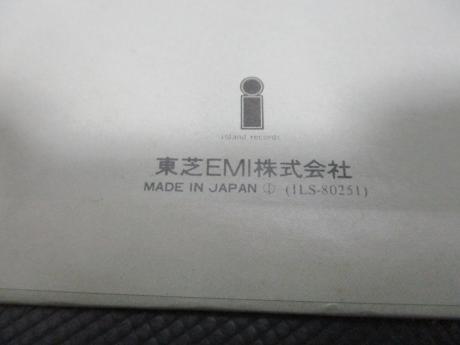 island records
東芝EMI株式会社
MADE IN JAPAN Ⓛ (ILS-80251)